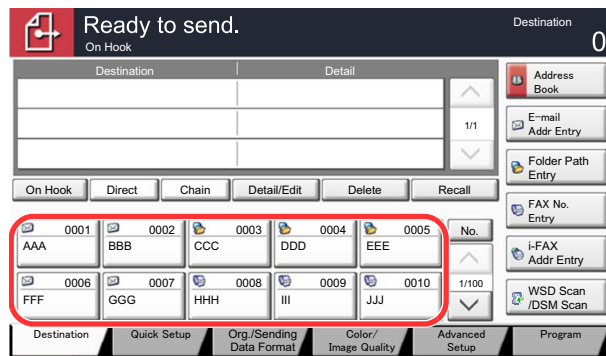 Ready to send.
Destination
On Hook
0
Destination Detail
Address
Book
1/1
E-mail
Addr Entry
Folder Path
Entry
On Hook Direct Chain Detail/Edit Delete Recall
FAX No.
Entry
0001 0002 0003 0004 0005 No.
AAA BBB CCC DDD EEE
i-FAX
Addr Entry
0006 0007 0008 0009 0010 1/100
FFF GGG HHH III JJJ
WSD Scan
/DSM Scan
Destination Quick Setup Org./Sending Color/ Advanced Program
Data Format Image Quality Setup